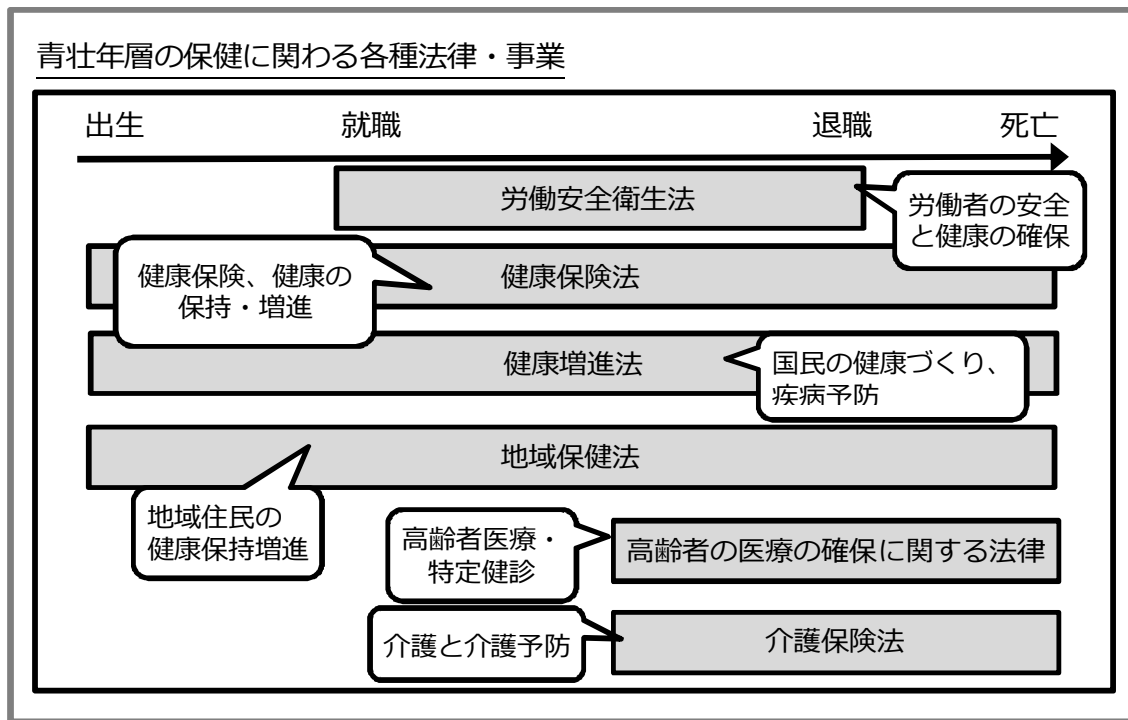 青壮年層の保健に関わる各種法律・事業
出生
就職
退職
死亡
労働安全衛生法
労働者の安全
と健康の確保
健康保険、健康の
保持・増進
健康保険法
健康増進法
国民の健康づくり、
疾病予防
地域保健法
地域住民の
健康保持増進
高齢者医療・
特定健診
高齢者の医療の確保に関する法律
介護と介護予防
介護保険法